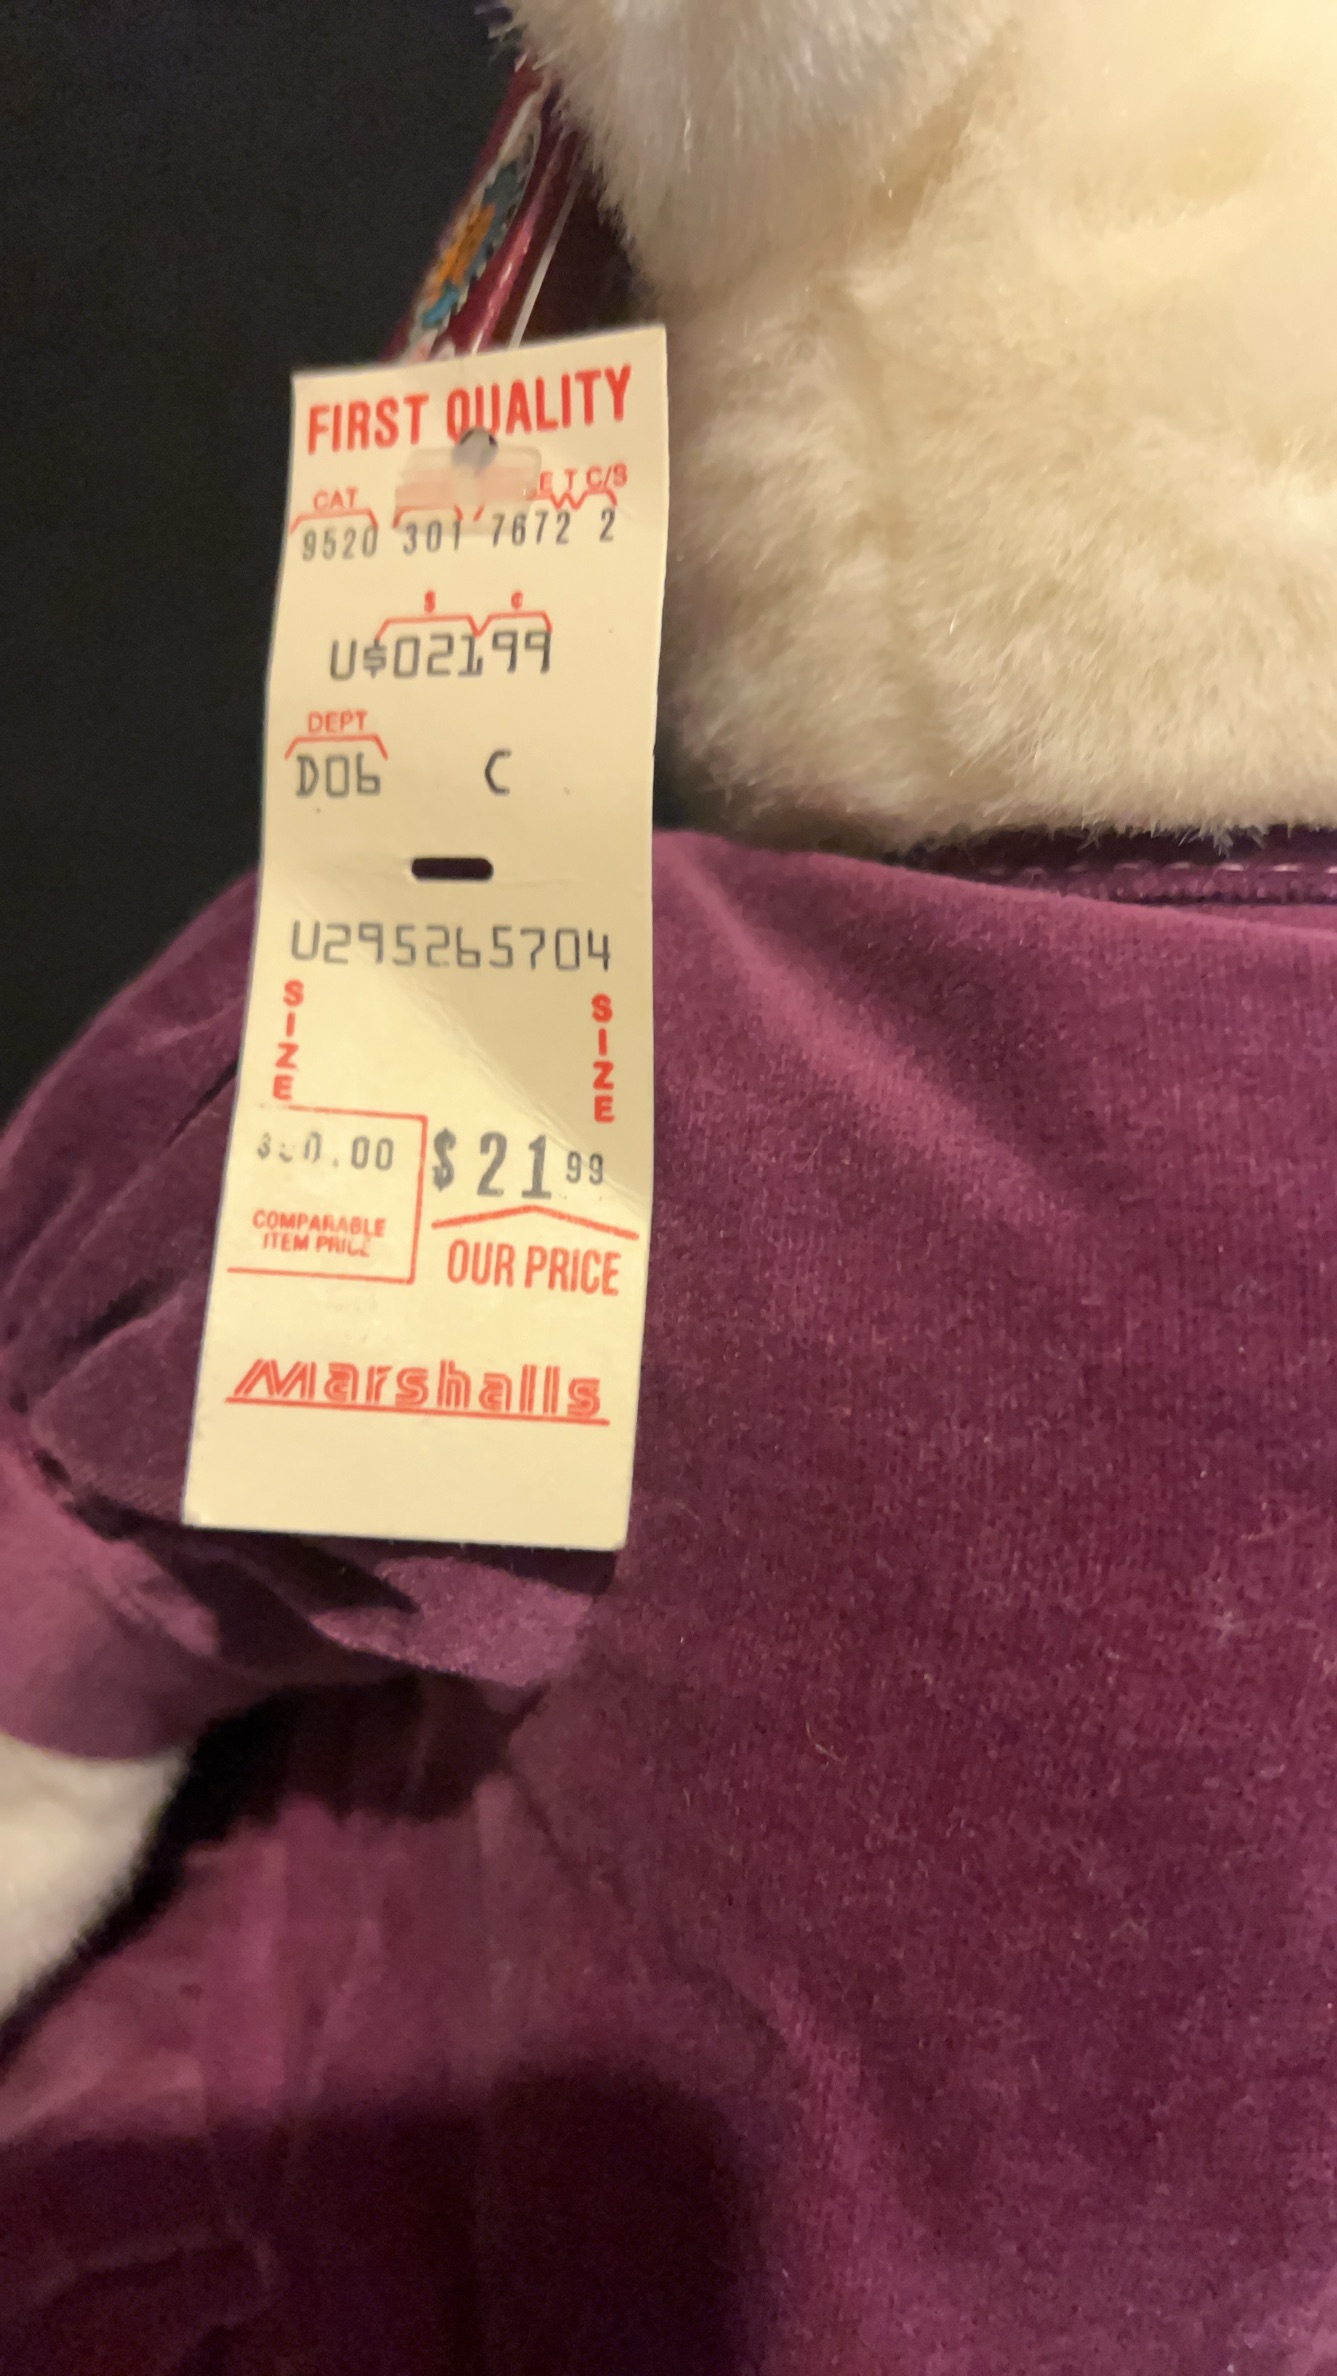 FIRST QUALITY
CAT E T C/S
9520 301 7672 2
$ ¢
U$02199
DEPT
D06 C
U295265704
SIZE SIZE
$21 99
COMPARABLE
ITEM PRICE
OUR PRICE
Marshalls